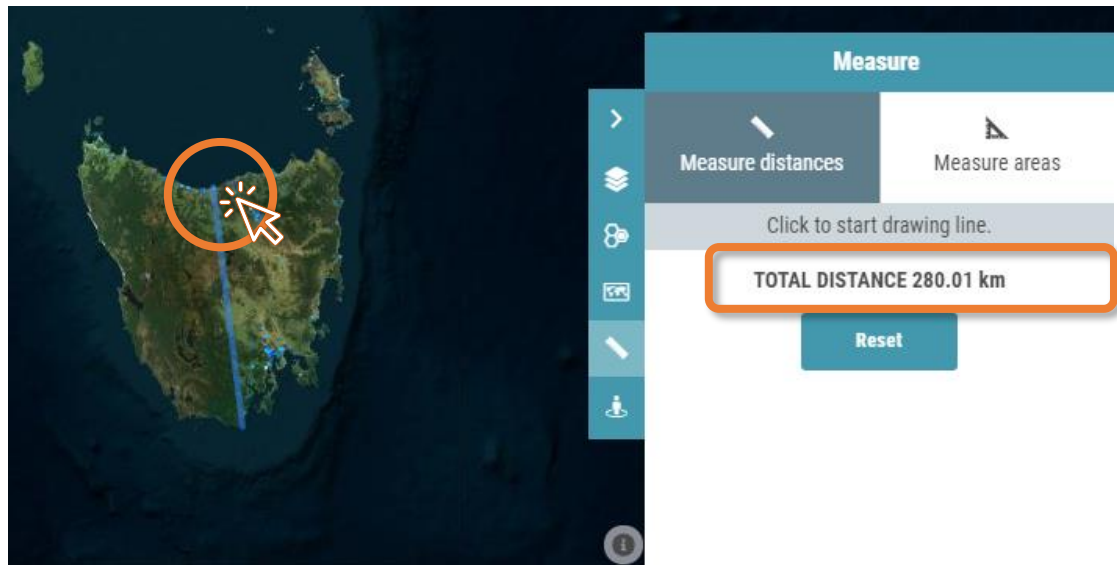 Measure
Measure distances
Measure areas
Click to start drawing line.
TOTAL DISTANCE 280.01 km
Reset